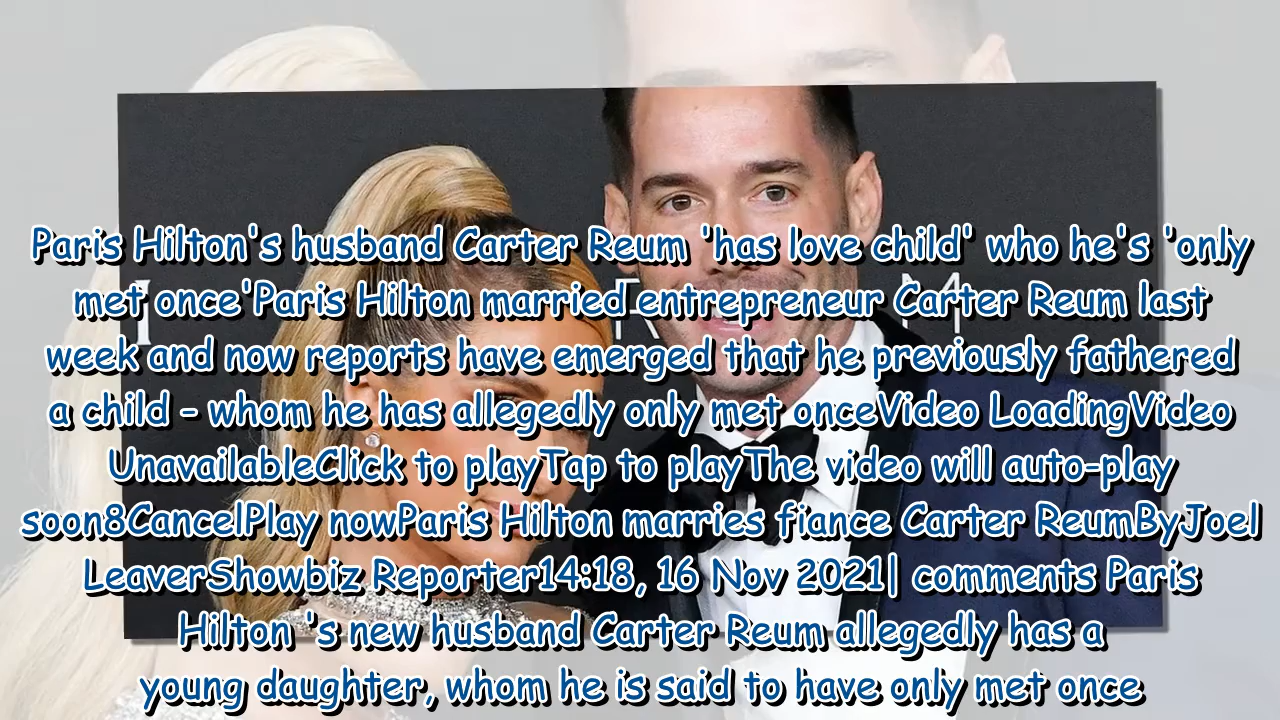 Paris Hilton's husband Carter Reum 'has love child' who he's 'only
met once'Paris Hilton married entrepreneur Carter Reum last
week and now reports have emerged that he previously fathered
a child - whom he has allegedly only met onceVideo LoadingVideo
UnavailableClick to playTap to playThe video will auto-play
soon8CancelPlay nowParis Hilton marries fiance Carter ReumByJoel
LeaverShowbiz Reporter14:18, 16 Nov 2021| comments Paris
Hilton 's new husband Carter Reum allegedly has a
young daughter, whom he is said to have only met once